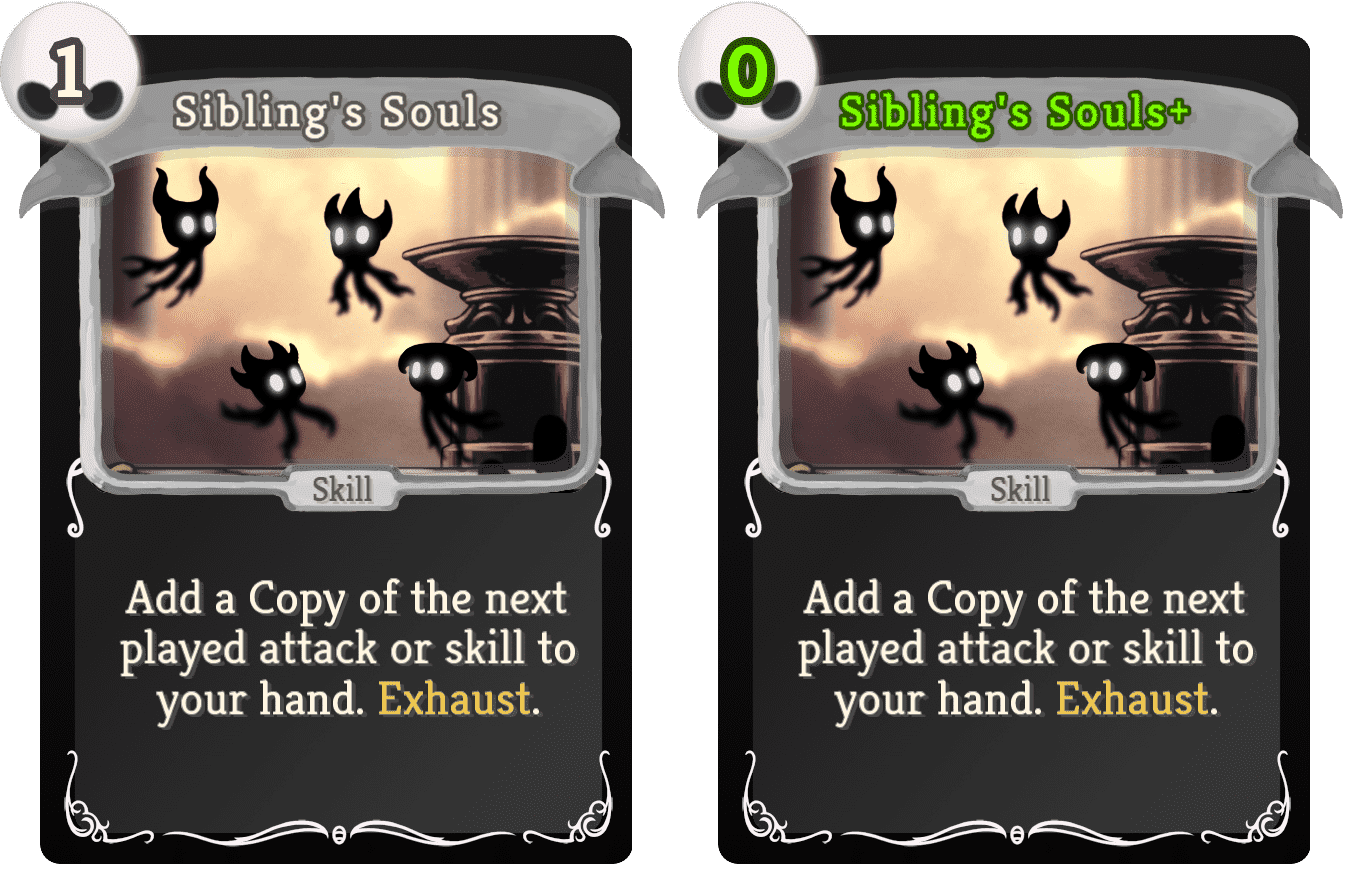 1
Sibling's Souls
Skill
Add a Copy of the next
played attack or skill to
your hand. Exhaust.
0
Sibling's Souls+
Skill
Add a Copy of the next
played attack or skill to
your hand. Exhaust.